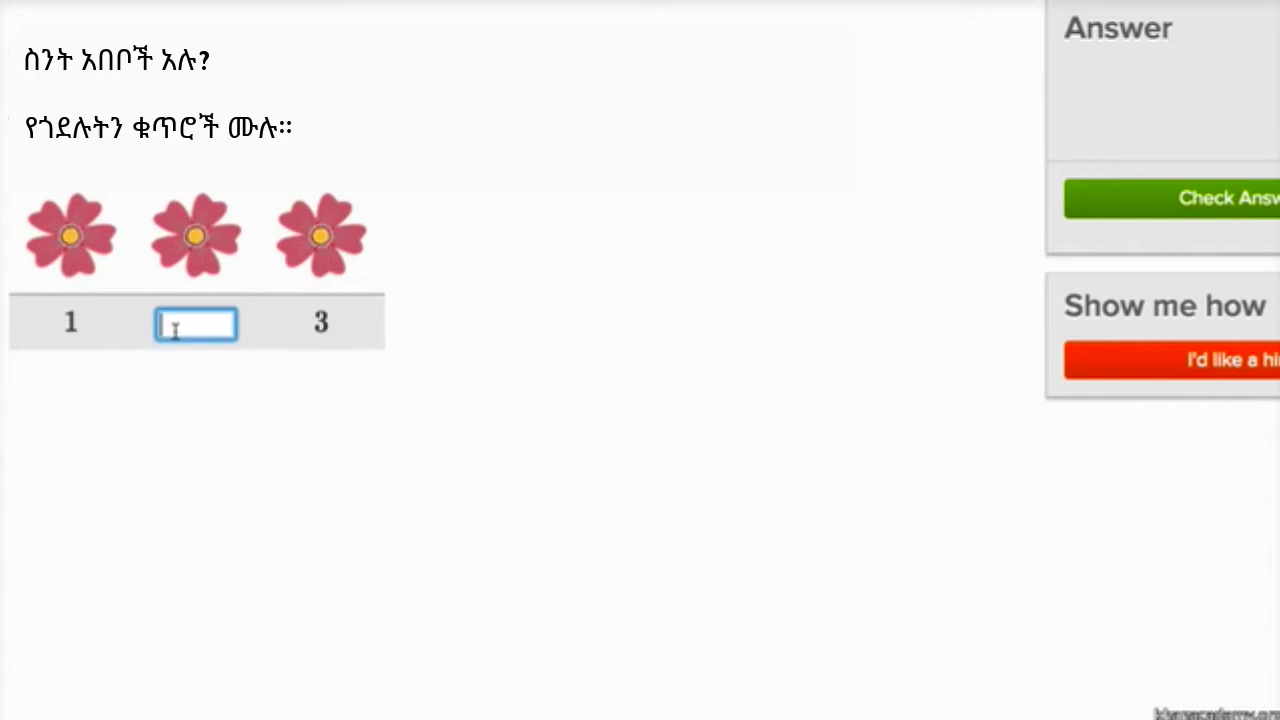 ስንት አበቦች አሉ?
የጎደሉትን ቁጥሮች ሙሉ።
1 3
Answer
Check Answ
Show me how
I'd like a hi